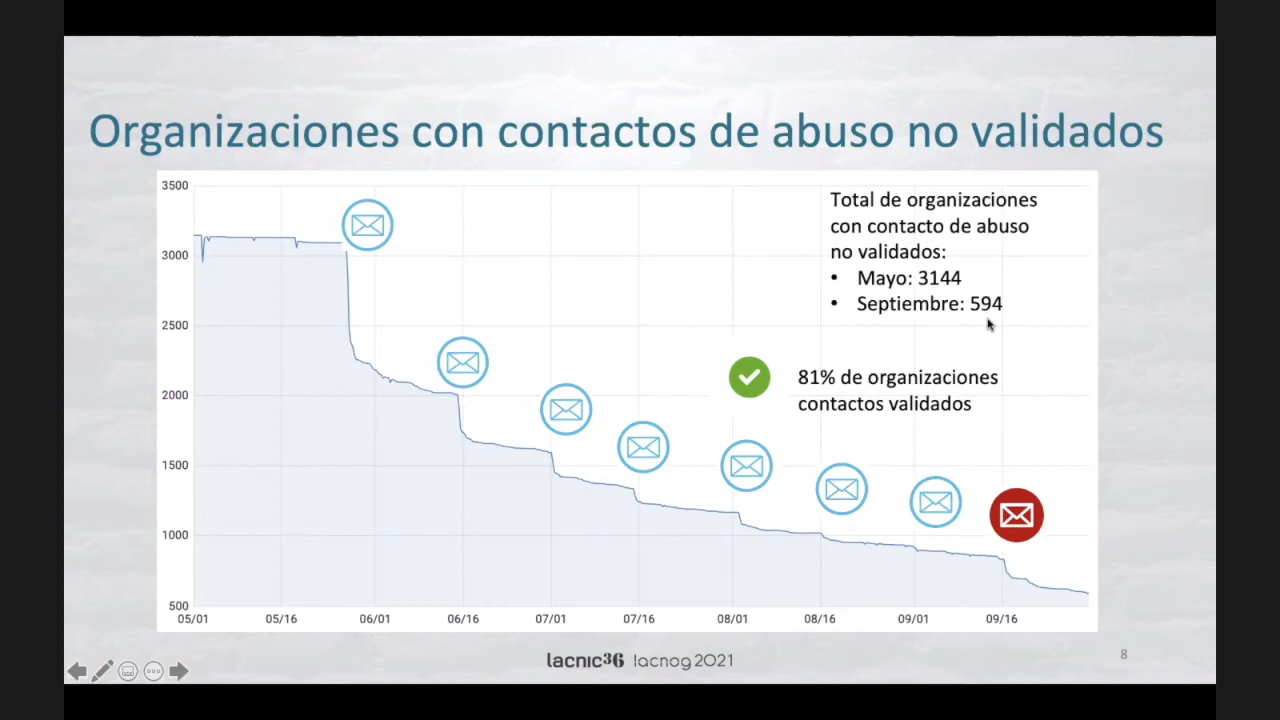 Organizaciones con contactos de abuso no validados
3500
3000
2500
2000
1500
1000
500
05/01
05/16
06/01
06/16
07/01
07/16
08/01
08/16
09/01
09/16
Total de organizaciones
con contacto de abuso
no validados:
• Mayo: 3144
• Septiembre: 594
81% de organizaciones
contactos validados
lacnic36 lacnog2021
8